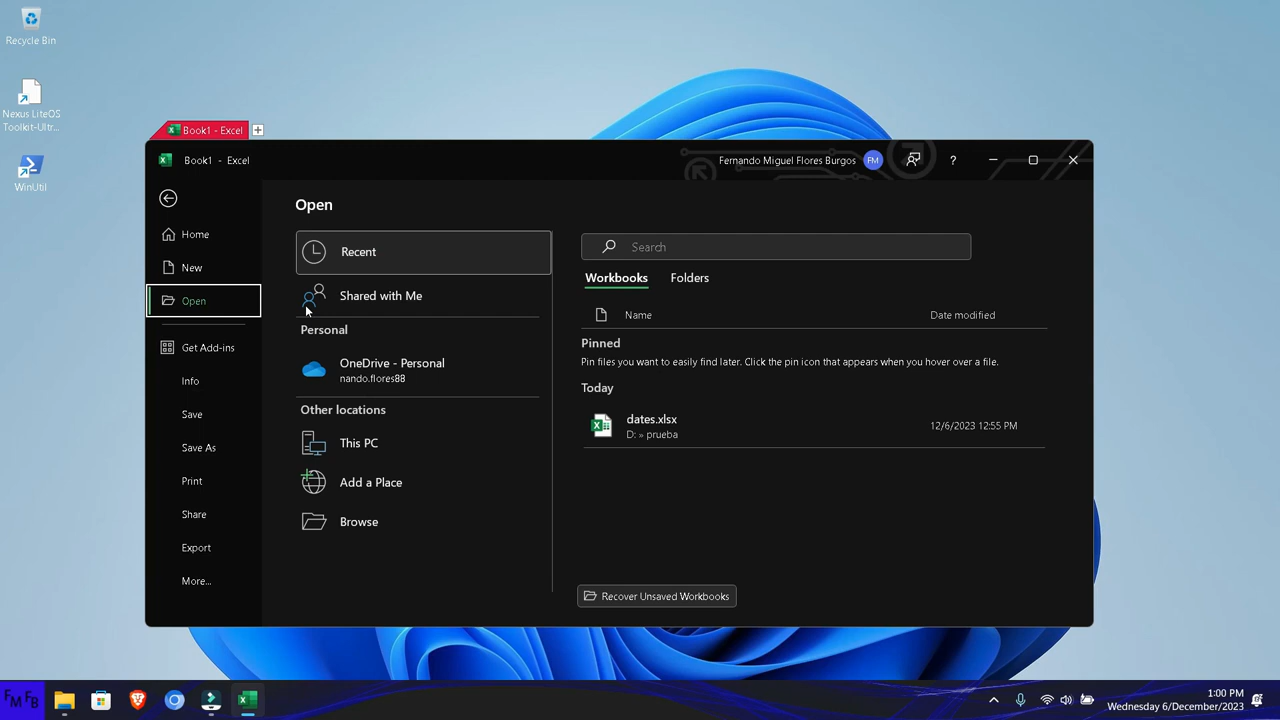 Recycle Bin
Nexus LiteOS
Toolkit-Ultr...
WinUtil
Book1 - Excel
Book1 - Excel
Fernando Miguel Flores Burgos
FM
?
Home
New
Open
Get Add-ins
Info
Save
Save As
Print
Share
Export
More...
Open
Recent
Shared with Me
Personal
OneDrive - Personal
nando.flores88
Other locations
This PC
Add a Place
Browse
Search
Workbooks Folders
Name Date modified
Pinned
Pin files you want to easily find later. Click the pin icon that appears when you hover over a file.
Today
dates.xlsx
D: » prueba
12/6/2023 12:55 PM
Recover Unsaved Workbooks
FM FB
1:00 PM
Wednesday 6/December/2023